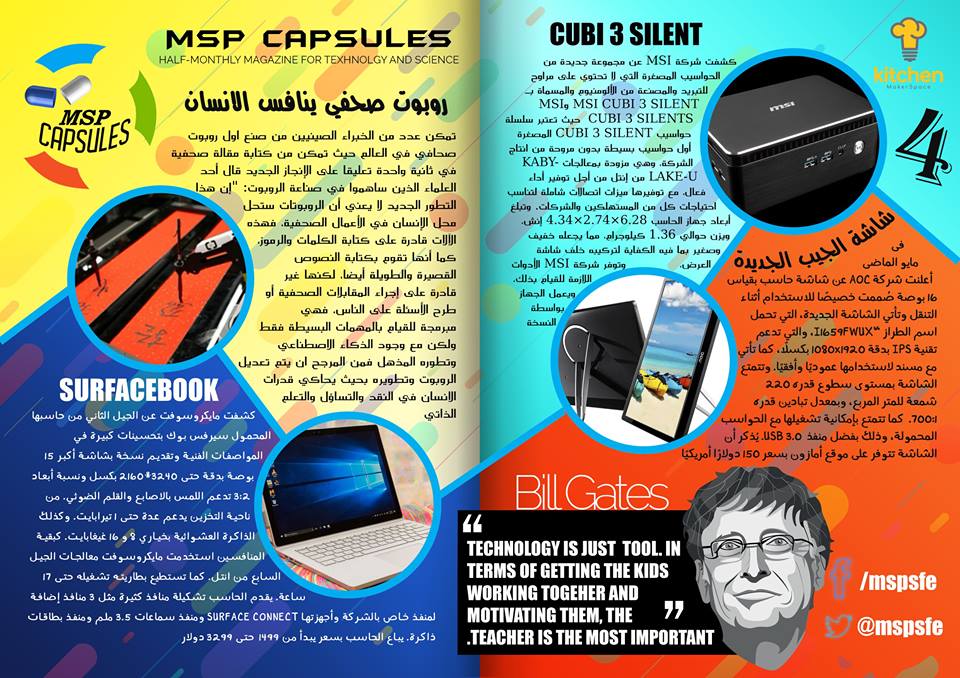 MSP CAPSULES
HALF-MONTHLY MAGAZINE FOR TEXHNOLGY AND SCIENCE
MSP
CAPSULES
روبوت صحفي ينافس الانسان
تمكن عدد من الخبراء الصينيين من صنع اول روبوت
صحافي في العالم حيث تمكن من كتابة مقالة صحفية
في ثانية واحدة تعليقا على الإنجاز الجديد قال أحد
العلماء الذين ساهموا في صناعة الروبوت: "إن هذا
التطور الجديد لا يعني أن الروبوتات ستحل
محل الإنسان في الأعمال الصحفية. فهذه
الآلات قادرة على كتابة الكلمات والرموز،
كما أنها تقوم بكتابة النصوص
القصيرة والطويلة أيضا. لكنها غير
قادرة على إجراء المقابلات الصحفية أو
طرح الأسئلة على الناس. فهي
مبرمجة للقيام بالمهمات البسيطة فقط
ولكن مع وجود الذكاء الاصطناعي
وتطوره المذهل فمن المرجح ان يتم تعديل
الروبوت وتطويره بحيث يحاكي قدرات
الانسان في النقد والتساؤل والتعلم
الذاتي
SURFACEBOOK
كشفت مايكروسوفت عن الجيل الثاني من حاسبها
المحمول سيرفس بوك بتحسينات كبيرة في
المواصفات الفنية وتقديم نسخة بشاشة أكبر 15
بوصة بدقة حتى 3240*2160 بكسل ونسبة أبعاد
3:2 تدعم اللمس بالاصابع والقلم الضوئي. من
ناحية التخزين يدعم عدة حتى 1 تيرابايت. وكذلك
الذاكرة العشوائية بخياري 8 و 16 غيغابايت. كبقية
المنافسين استخدمت مايكروسوفت معالجات الجيل
السابع من انتل. كما تستطيع بطاريته تشغيله حتى 17
ساعة. يقدم الحاسب تشكيلة منافذ كثيرة مثل 3 منافذ إضافة
لمنفذ خاص بالشركة وأجهزتها SURFACE CONNECT ومنفذ سماعات 3.5 ملم ومنفذ بطاقات
ذاكرة. يباع الحاسب بسعر يبدأ من 1499 حتى 3299 دولار
CUBI 3 SILENT
كشفت شركة MSI عن مجموعة جديدة من
الحواسيب المصغرة التي لا تحتوي على مراوح
للتبريد والمصنعة من الألومنيوم والمسماة بـ
MSI CUBI 3 SILENT وMSI
CUBI 3 SILENTS حيث تعتبر سلسلة
حواسيب CUBI 3 SILENT المصغرة
أول حواسيب بسيطة بدون مروحة من انتاج
الشركة. وهي مزودة بمعالجات KABY-
LAKE-U من إنتل من أجل توفير أداء
فعال. مع توفيرها ميزات اتصالات شاملة لتناسب
احتياجات كل من المستهلكين والشركات. وتبلغ
أبعاد جهاز الحاسب 6.28×2.74×4.34 إنش.
ويزن حوالي 1.36 كيلوجرام. مما يجعله خفيف
وصغير بما فيه الكفاية لتركيبه خلف شاشة
العرض. وتوفر شركة MSI الأدوات
اللازمة للقيام بذلك.
ويعمل الجهاز
بواسطة
النسخة
kitchen
MakerSpace
4
msi
شاشة الجيب الجديدة
في
مايو الماضي
أعلنت شركة AOC عن شاشة حاسب بقياس
16 بوصة صُممت خصيصًا للاستخدام أثناء
التنقل وتأتي الشاشة الجديدة، التي تحمل
اسم الطراز "I1659FWUX، والتي تدعم
تقنية IPS بدقة 1920×1080 بكسلًا، كما تأتي
مع مسند لاستخدامها عموديًا وأفقيًا. وتتمتع
الشاشة بمستوى سطوع قدره 220
شمعة للمتر المربع، وبمعدل تباين قدره
700:1. كما تتمتع بإمكانية تشغيلها مع الحواسب
المحمولة، وذلك بفضل منفذ USB 3.0. يُذكر أن
الشاشة تتوفر على موقع أمازون بسعر 150 دولارًا أمريكيًا
Bill Gates
“
TECHNOLOGY IS JUST TOOL. IN
TERMS OF GETTING THE KIDS
WORKING TOGEHER AND
MOTIVATING THEM, THE
.TEACHER IS THE MOST IMPORTANT
”
/mspsfe
@mspsfe